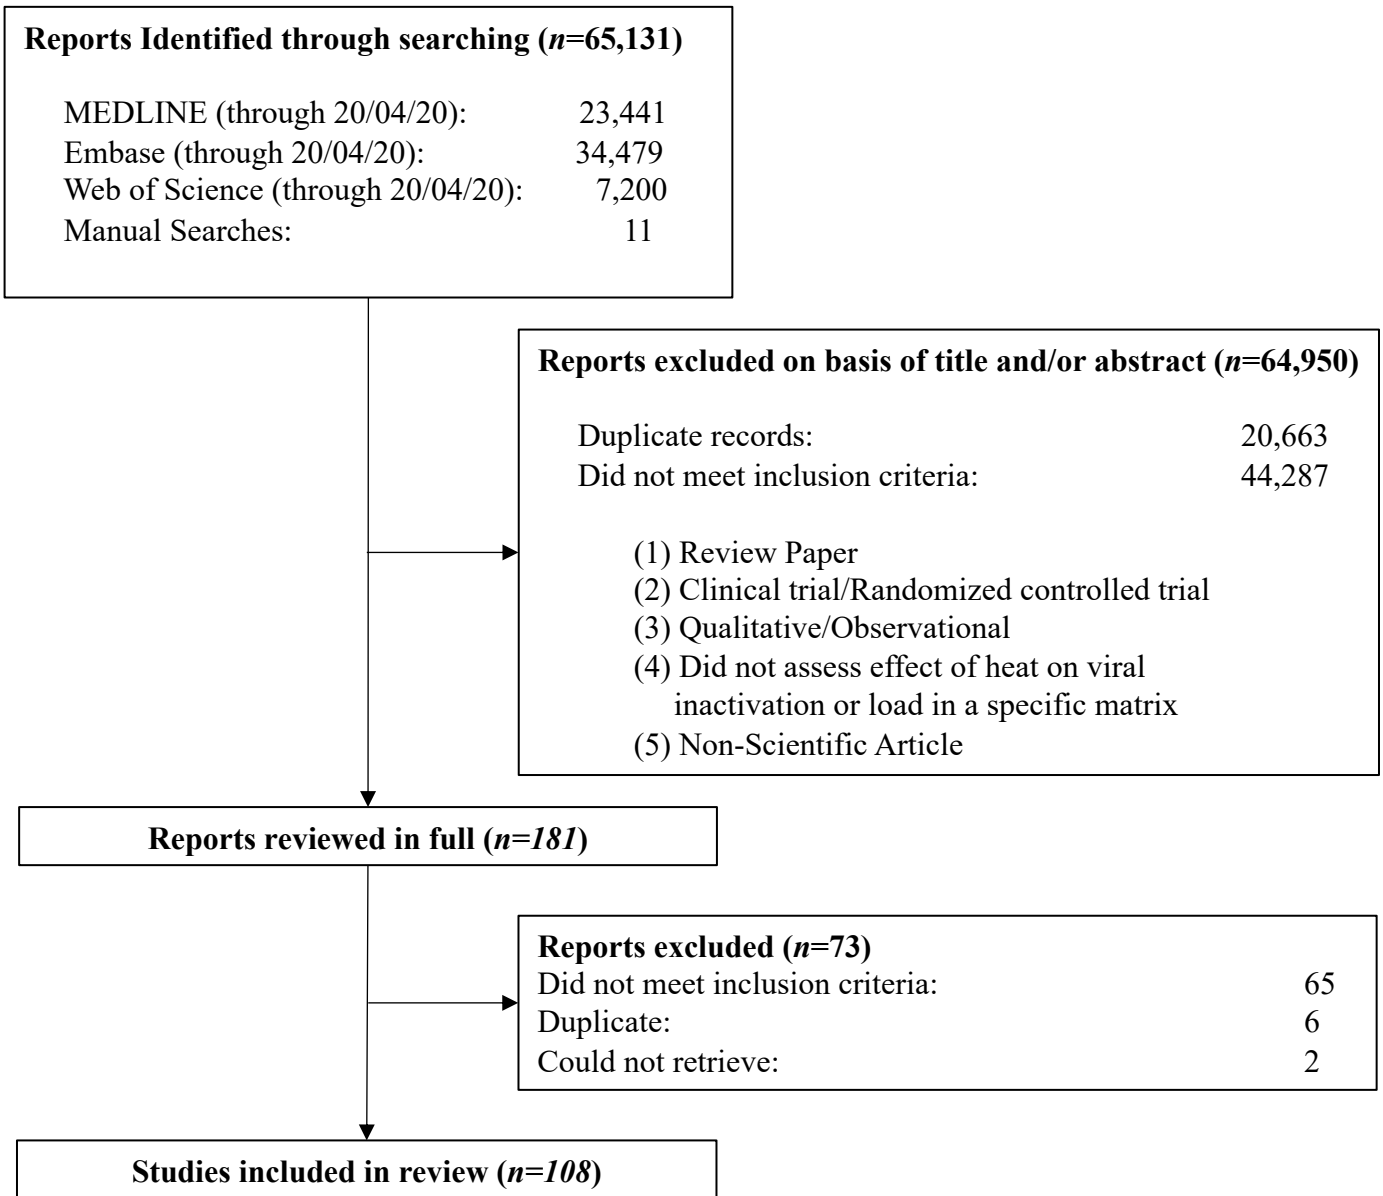 Reports Identified through searching (n=65,131)
MEDLINE (through 20/04/20): 23,441
Embase (through 20/04/20): 34,479
Web of Science (through 20/04/20): 7,200
Manual Searches: 11
Reports excluded on basis of title and/or abstract (n=64,950)
Duplicate records: 20,663
Did not meet inclusion criteria: 44,287
(1) Review Paper
(2) Clinical trial/Randomized controlled trial
(3) Qualitative/Observational
(4) Did not assess effect of heat on viral
inactivation or load in a specific matrix
(5) Non-Scientific Article
Reports reviewed in full (n=181)
Reports excluded (n=73)
Did not meet inclusion criteria: 65
Duplicate: 6
Could not retrieve: 2
Studies included in review (n=108)